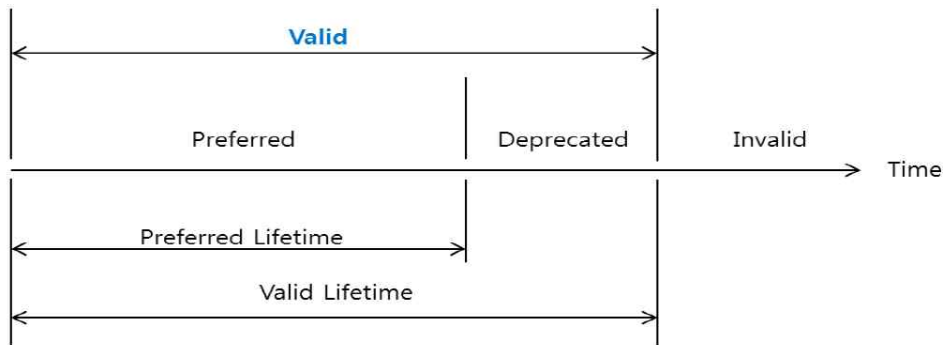 Valid
Preferred Deprecated Invalid
Time
Preferred Lifetime
Valid Lifetime